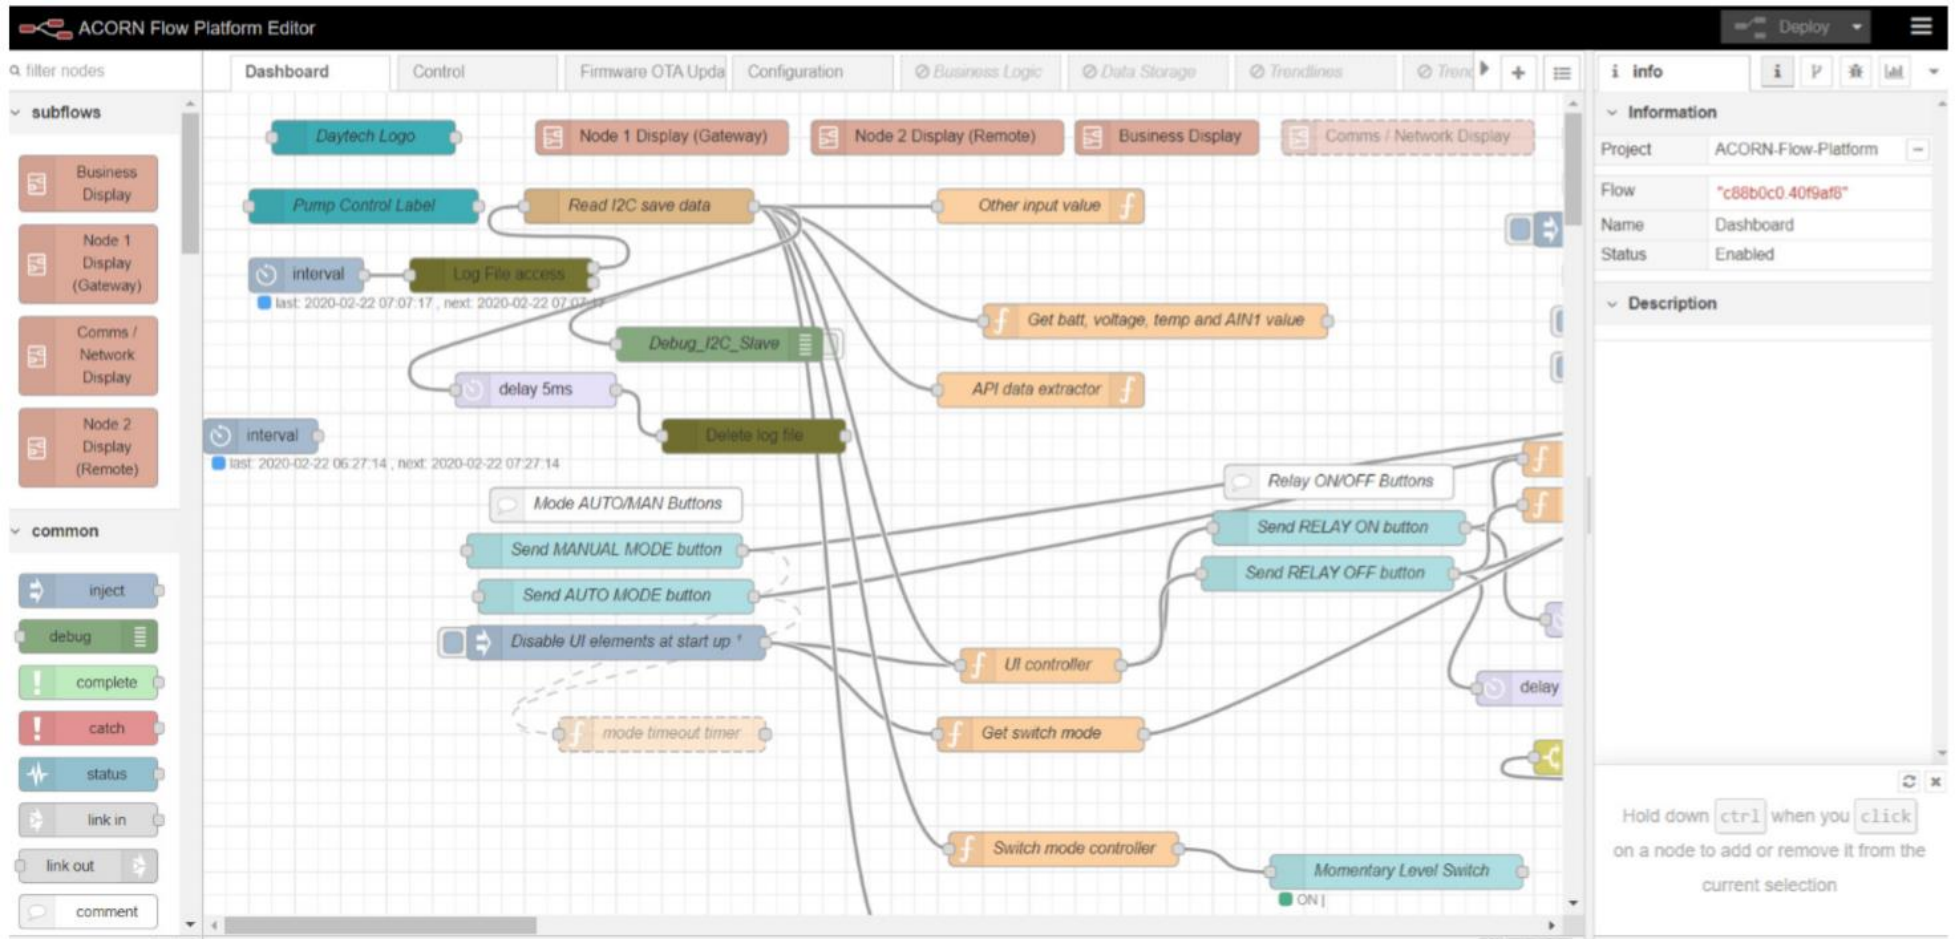 ACORN Flow Platform Editor
Deploy
filter nodes
Dashboard
Control
Firmware OTA Upda
Configuration
Business Logic
Data Storage
Trendlines
Trend
info
subflows
Business
Display
Node 1
Display
(Gateway)
Comms /
Network
Display
Node 2
Display
(Remote)
common
inject
debug
complete
catch
status
link in
link out
comment
Daytech Logo
Node 1 Display (Gateway)
Node 2 Display (Remote)
Business Display
Comms / Network Display
Pump Control Label
Read I2C save data
Other input value
interval
Log File access
last: 2020-02-22 07:07:17 , next: 2020-02-22 07:07:
Get batt, voltage, temp and AIN1 value
Debug_I2C_Slave
delay 5ms
API data extractor
interval
Delete log file
last: 2020-02-22 06:27:14 , next: 2020-02-22 07:27:14
Relay ON/OFF Buttons
Mode AUTO/MAN Buttons
Send RELAY ON button
Send MANUAL MODE button
Send RELAY OFF button
Send AUTO MODE button
Disable UI elements at start up
UI controller
delay
mode timeout timer
Get switch mode
Switch mode controller
Momentary Level Switch
ON |
Information
Project ACORN-Flow-Platform
Flow "c88b0c0.40f9af8"
Name Dashboard
Status Enabled
Description
Hold down ctrl when you click
on a node to add or remove it from the
current selection